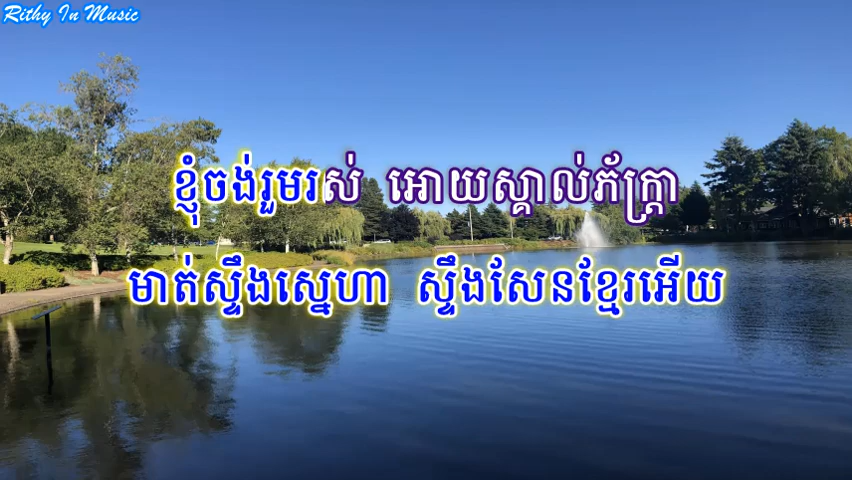 Rithy In Music
ខ្ញុំចង់រួមរស់ អោយស្គាល់ភ័ក្ត្រា
មាត់ស្ទឹងស្នេហា ស្ទឹងសែនខ្មែរអើយ